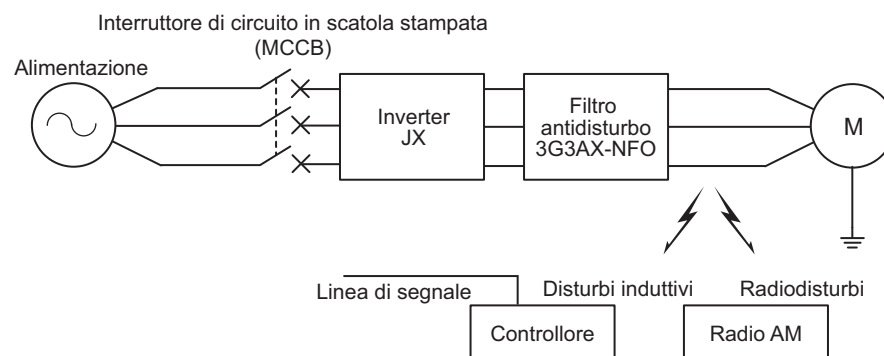 Interruttore di circuito in scatola stampata
(MCCB)
Alimentazione
Inverter
JX
Filtro
antidisturbo
3G3AX-NFO
M
Linea di segnale
Disturbi induttivi
Radiodisturbi
Controllore
Radio AM